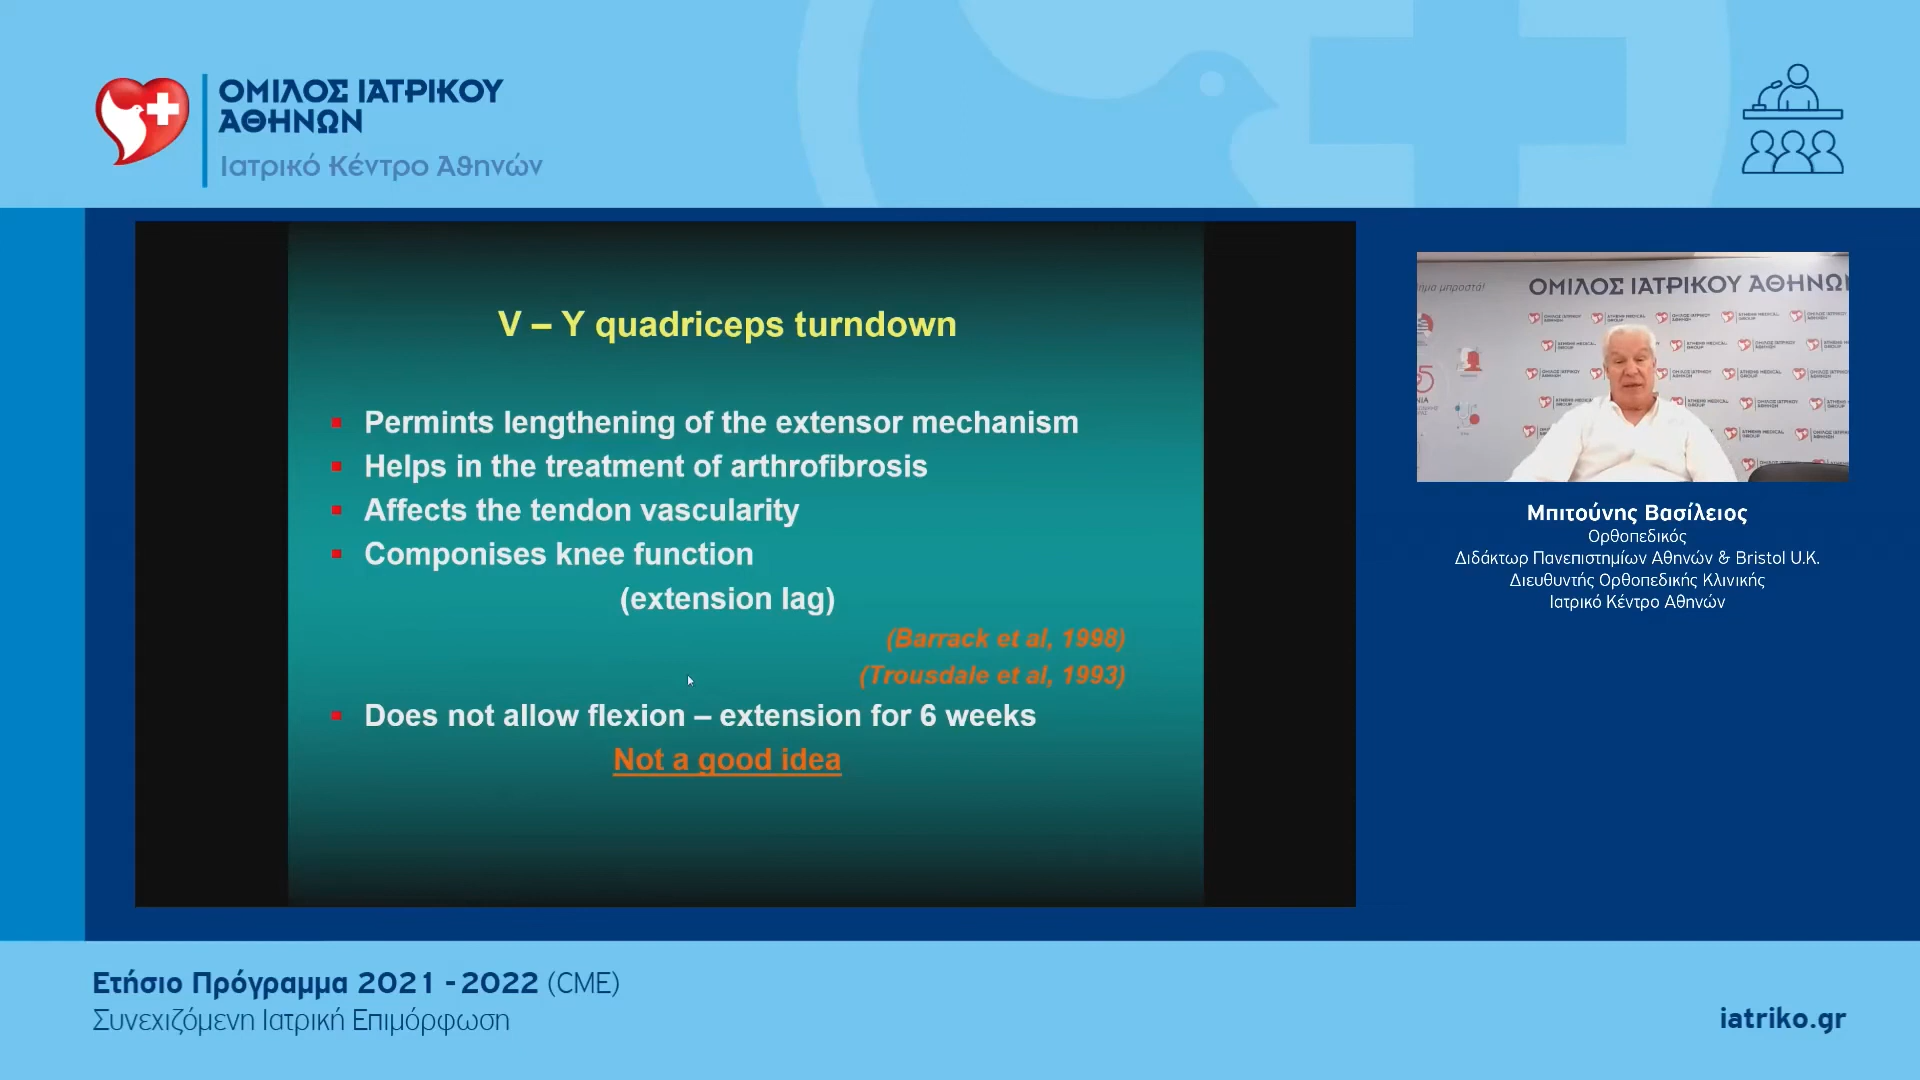 ΟΜΙΛΟΣ ΙΑΤΡΙΚΟΥ
ΑΘΗΝΩΝ
Ιατρικό Κέντρο Αθηνών
V – Y quadriceps turndown
Permints lengthening of the extensor mechanism
Helps in the treatment of arthrofibrosis
Affects the tendon vascularity
Componises knee function
(extension lag)
(Barrack et al, 1998)
(Trousdale et al, 1993)
Does not allow flexion – extension for 6 weeks
Not a good idea
μπροστά!
ΟΜΙΛΟΣ ΙΑΤΡΙΚΟΥ ΑΘΗΝΩΝ
Μπιτούνης Βασίλειος
Ορθοπεδικός
Διδάκτωρ Πανεπιστημίων Αθηνών & Bristol U.K.
Διευθυντής Ορθοπεδικής Κλινικής
Ιατρικό Κέντρο Αθηνών
Ετήσιο Πρόγραμμα 2021 - 2022 (CME)
Συνεχιζόμενη Ιατρική Επιμόρφωση
iatriko.gr